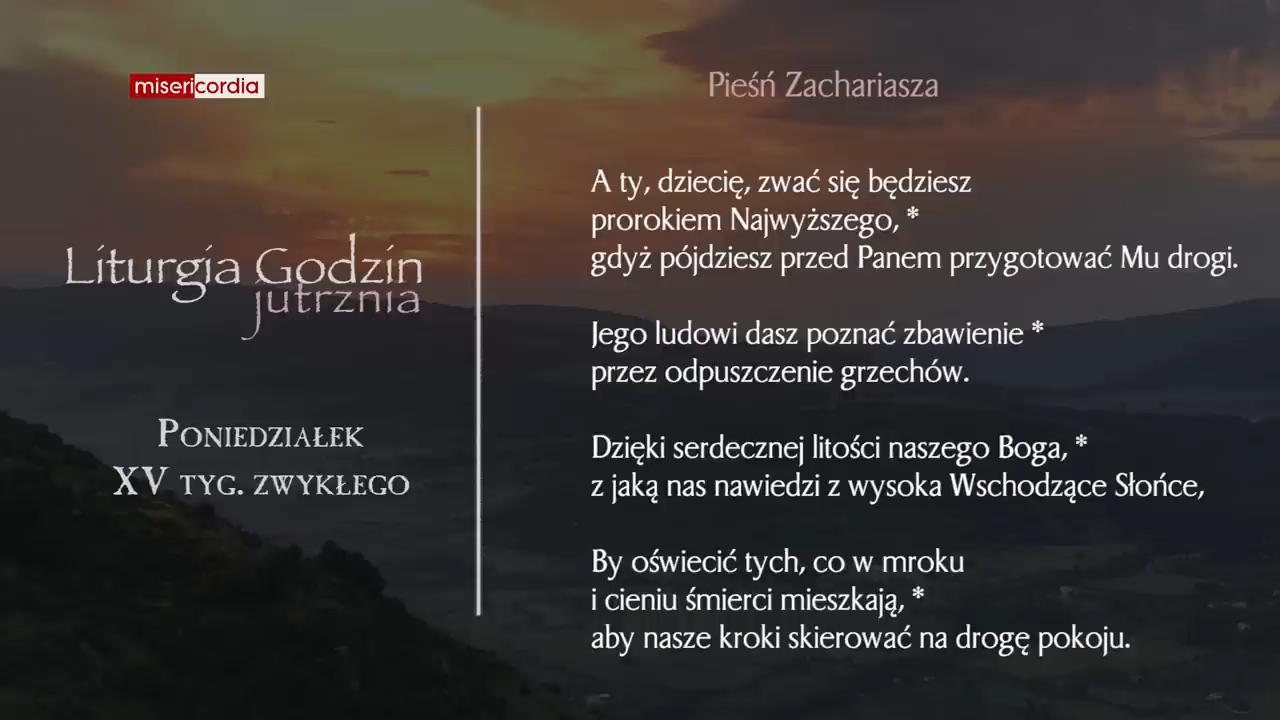 misericordia
Liturgia Godzin
jutrznia
Poniedziałek
XV tyg. zwykłego
Pieśń Zachariasza
A ty, dziecię, zwać się będziesz
prorokiem Najwyższego, *
gdyż pójdziesz przed Panem przygotować Mu drogi.
Jego ludowi dasz poznać zbawienie *
przez odpuszczenie grzechów.
Dzięki serdecznej litości naszego Boga, *
z jaką nas nawiedzi z wysoka Wschodzące Słońce,
By oświecić tych, co w mroku
i cieniu śmierci mieszkają, *
aby nasze kroki skierować na drogę pokoju.